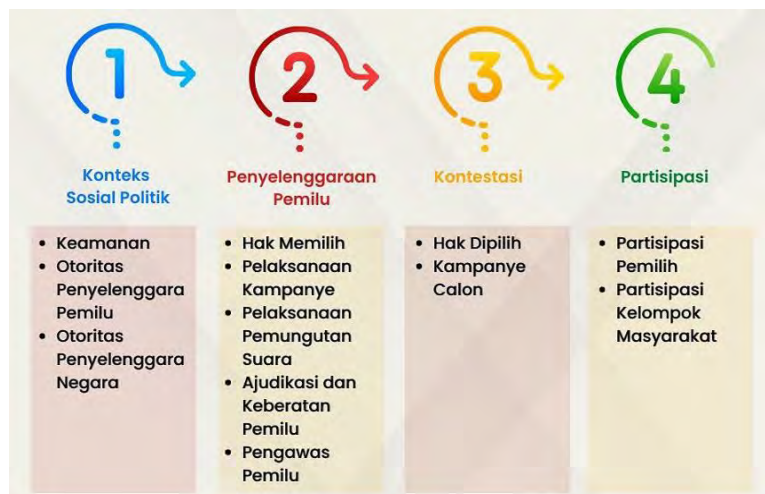 1
Konteks
Sosial Politik
• Keamanan
• Otoritas
Penyelenggara
Pemilu
• Otoritas
Penyelenggara
Negara
2
Penyelenggaraan
Pemilu
• Hak Memilih
• Pelaksanaan
Kampanye
• Pelaksanaan
Pemungutan
Suara
• Ajudikasi dan
Keberatan
Pemilu
• Pengawas
Pemilu
3
Kontestasi
• Hak Dipilih
• Kampanye
Calon
4
Partisipasi
• Partisipasi
Pemilih
• Partisipasi
Kelompok
Masyarakat